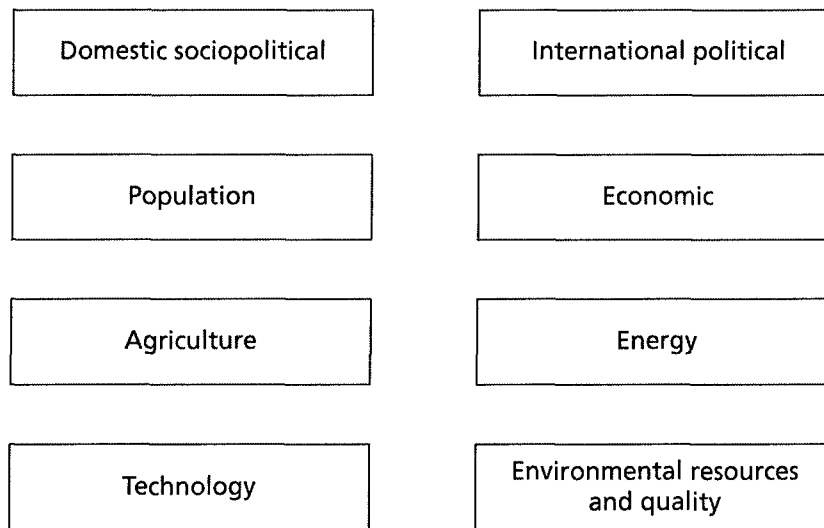 Domestic sociopolitical
International political
Population
Economic
Agriculture
Energy
Technology
Environmental resources
and quality